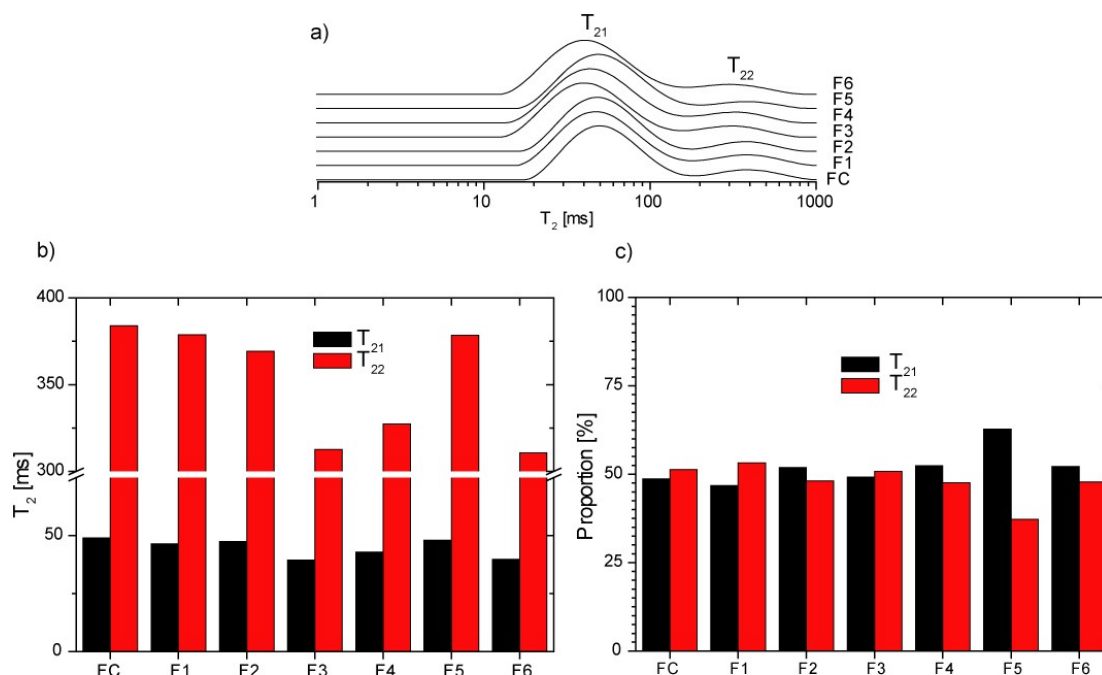 a)
T21
T22
F6
F5
F4
F3
F2
F1
FC
1 10 100 1000
T2 [ms]
b)
400
375
300
50
0
T2 [ms]
T21
T22
FC F1 F2 F3 F4 F5 F6
c)
100
75
50
25
0
Proportion [%]
T21
T22
FC F1 F2 F3 F4 F5 F6